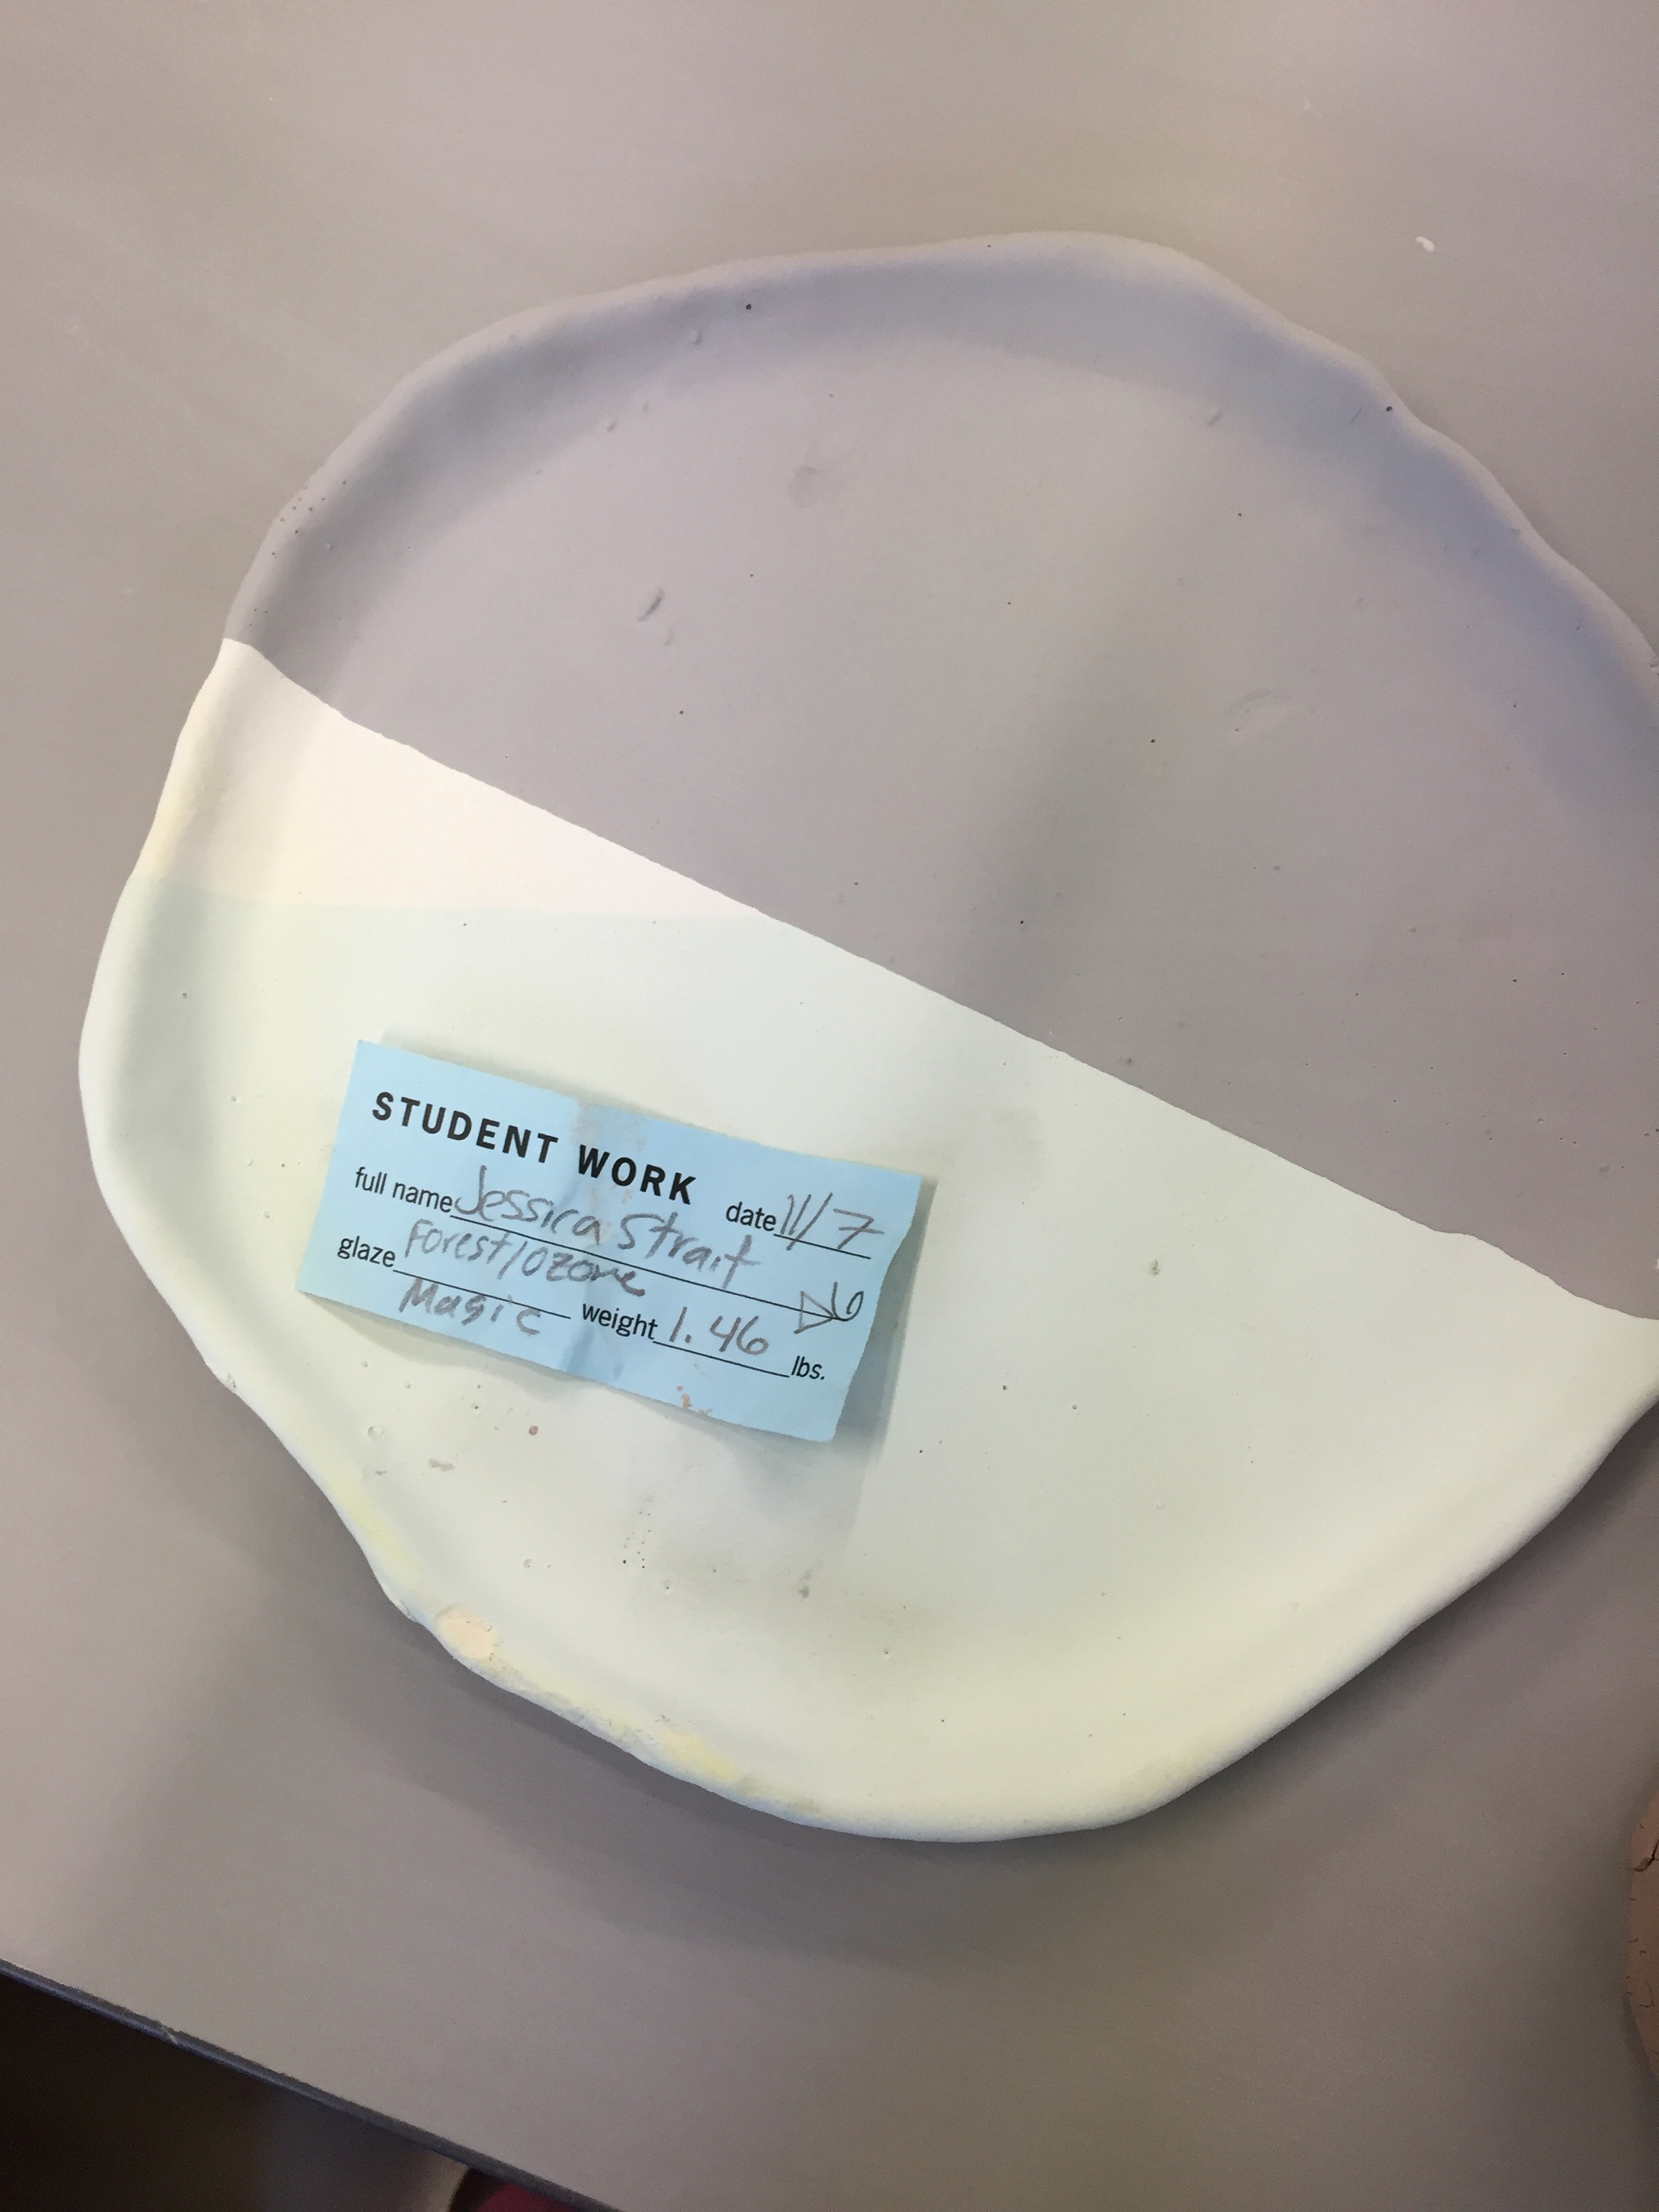 STUDENT WORK
full name Jessica Strait date 11/7
glaze Forest/Ozone
Magic weight 1.46 lbs.